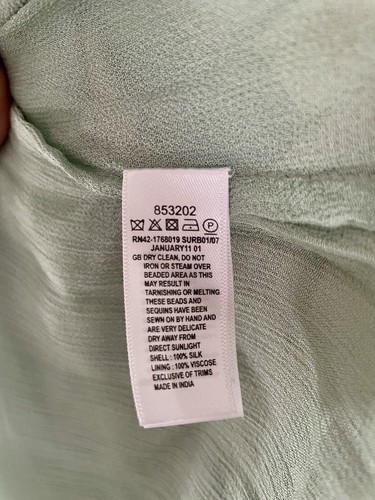 853202
P
RN42-1768019 SURB01/07
JANUARY11 01
GB DRY CLEAN, DO NOT
IRON OR STEAM OVER
BEADED AREA AS THIS
MAY RESULT IN
TARNISHING OR MELTING.
THESE BEADS AND
SEQUINS HAVE BEEN
SEWN ON BY HAND AND
ARE VERY DELICATE
DRY AWAY FROM
DIRECT SUNLIGHT
SHELL : 100% SILK
LINING : 100% VISCOSE
EXCLUSIVE OF TRIMS
MADE IN INDIA